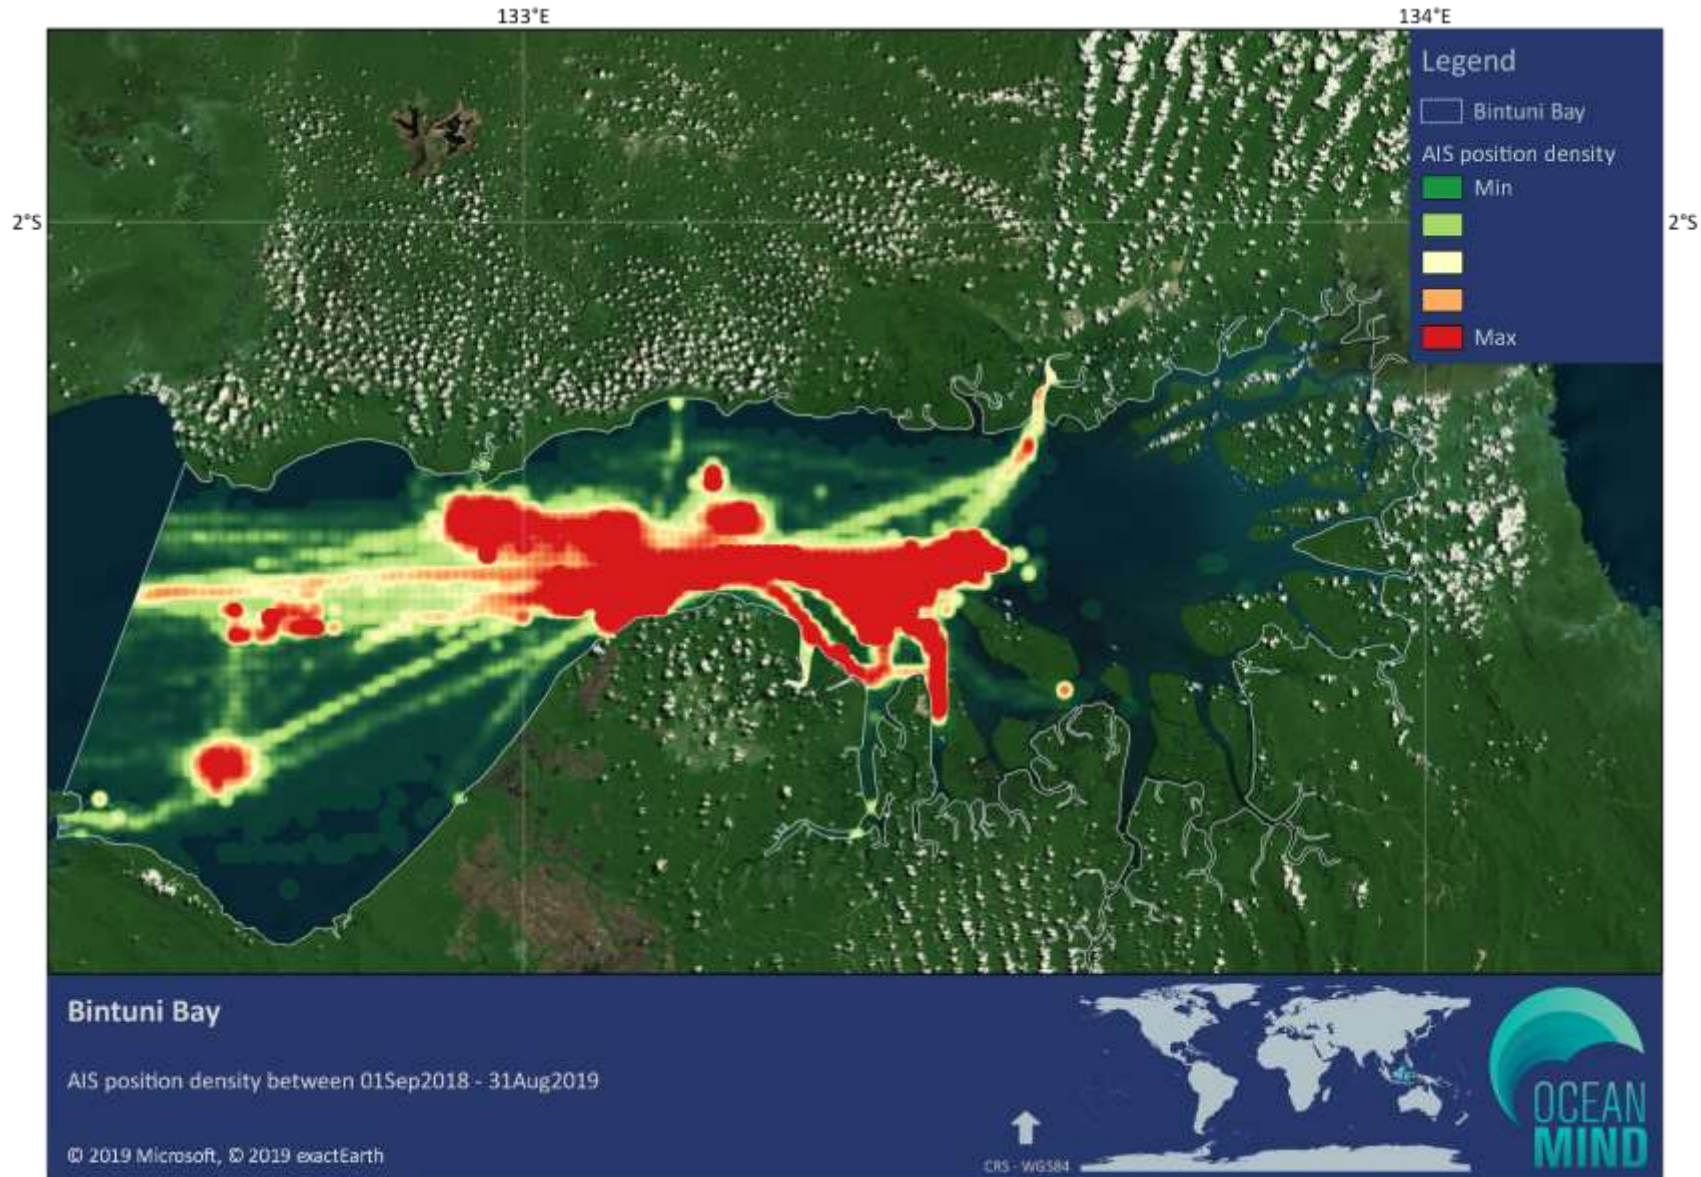 133°E
134°E
2°S
2°S
Legend
Bintuni Bay
AIS position density
Min
Max
Bintuni Bay
AIS position density between 01Sep2018 - 31Aug2019
© 2019 Microsoft, © 2019 exactEarth
CRS - WGS84
OCEAN
MIND